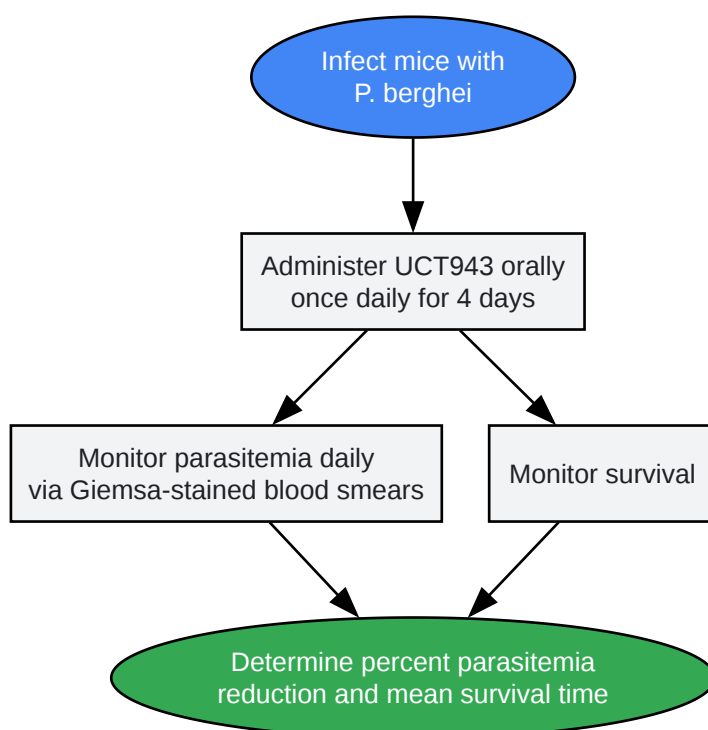 Infect mice with
P. berghei
Administer UCT943 orally
once daily for 4 days
Monitor parasitemia daily
via Giemsa-stained blood smears
Monitor survival
Determine percent parasitemia
reduction and mean survival time